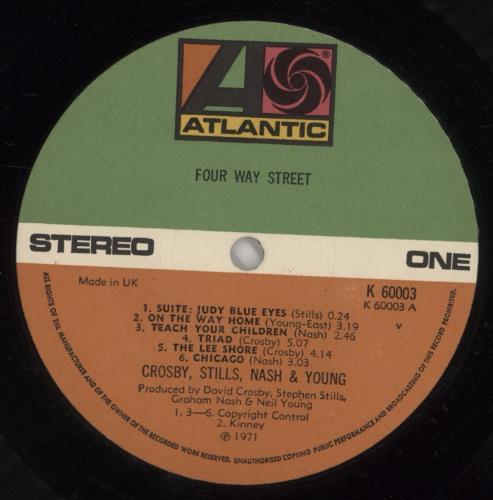 ATLANTIC
FOUR WAY STREET
STEREO
ONE
Made in UK
K 60003
K 60003 A
1. SUITE: JUDY BLUE EYES (Stills) 0.24
2. ON THE WAY HOME (Young-East) 3.19
3. TEACH YOUR CHILDREN (Nash) 2.46
v
4. TRIAD (Crosby) 5.07
5. THE LEE SHORE (Crosby) 4.14
6. CHICAGO (Nash) 3.03
CROSBY, STILLS, NASH & YOUNG
Produced by David Crosby, Stephen Stills,
Graham Nash & Neil Young
1, 3—6. Copyright Control
2. Kinney
℗ 1971
ALL RIGHTS OF THE MANUFACTURER AND OF THE OWNER OF THE RECORDED WORK RESERVED, UNAUTHORISED COPYING PUBLIC PERFORMANCE AND BROADCASTING OF THIS RECORD PROHIBITED.